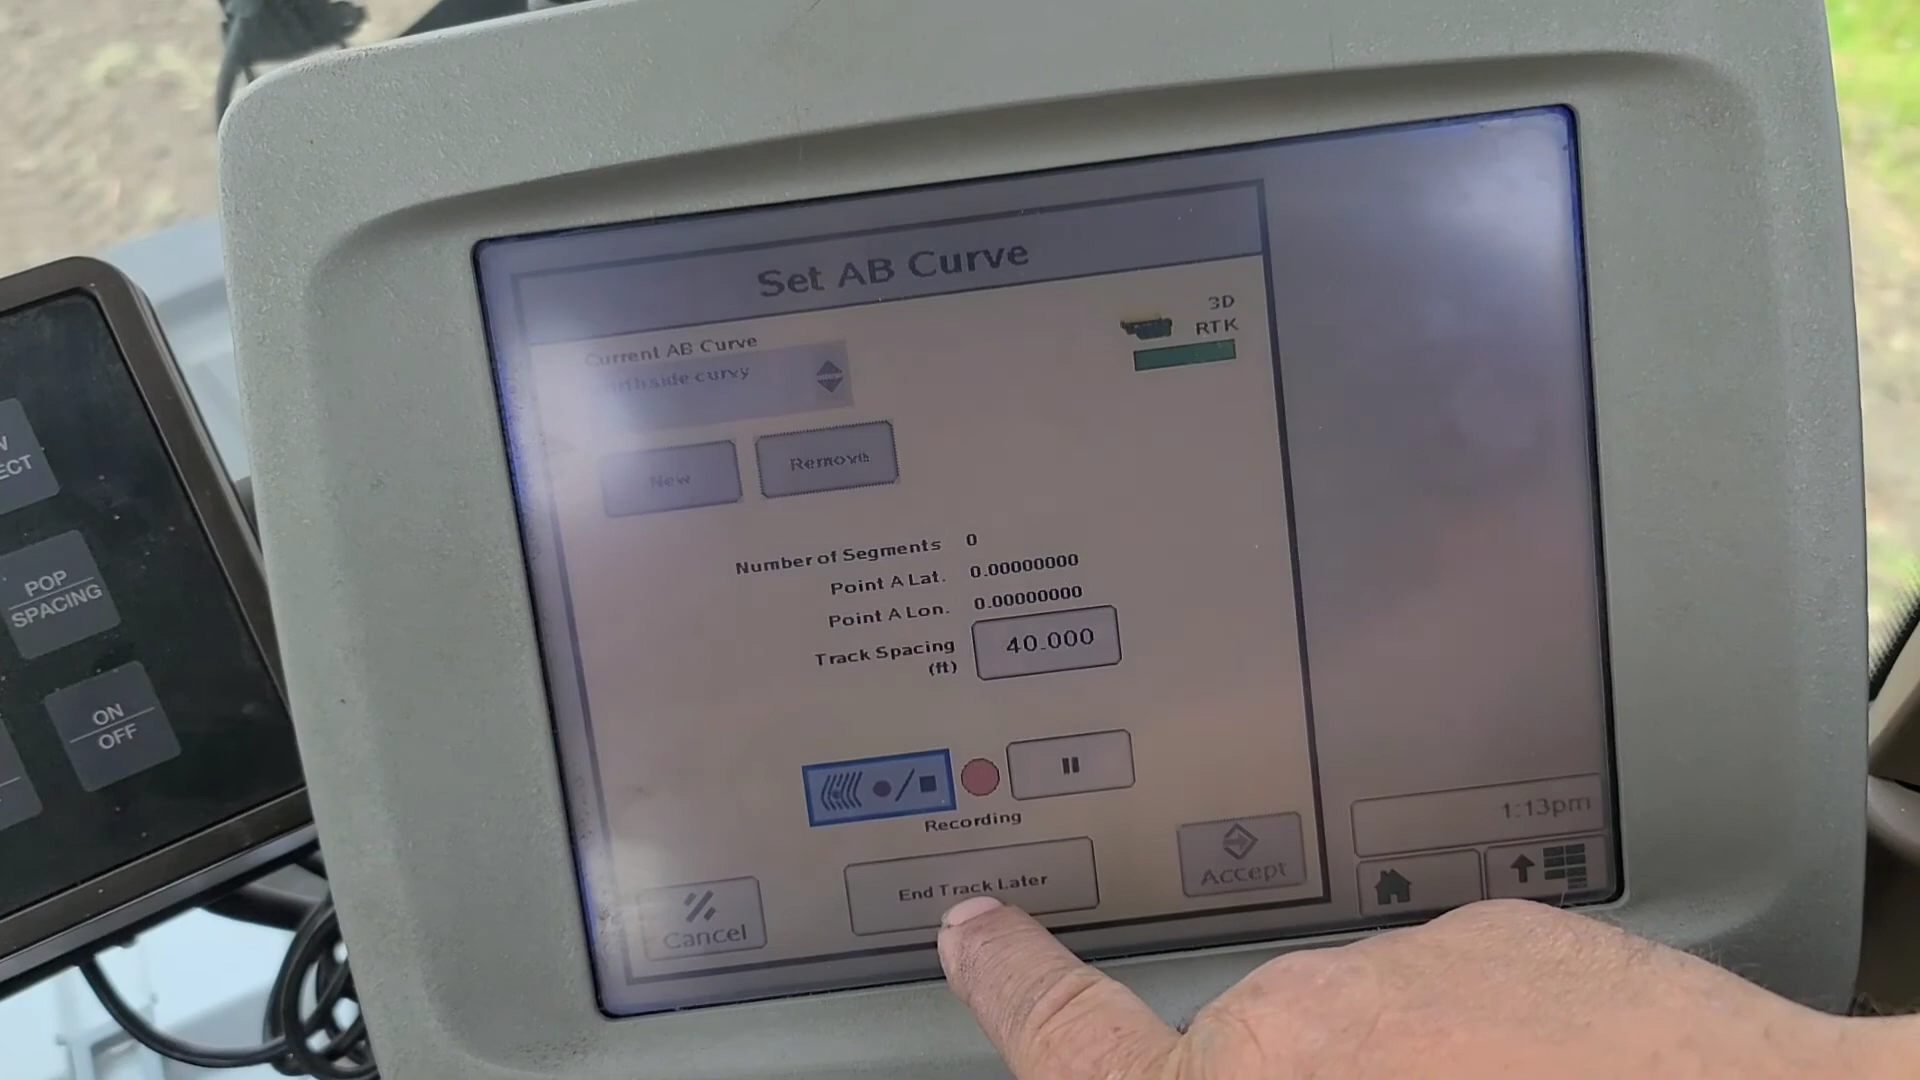 Set AB Curve
3D
RTK
Current AB Curve
curvy
New
Remove
Number of Segments 0
Point A Lat. 0.00000000
Point A Lon. 0.00000000
Track Spacing
(ft)
40.000
Recording
End Track Later
Cancel
Accept
1:13pm
POP
SPACING
ON
OFF